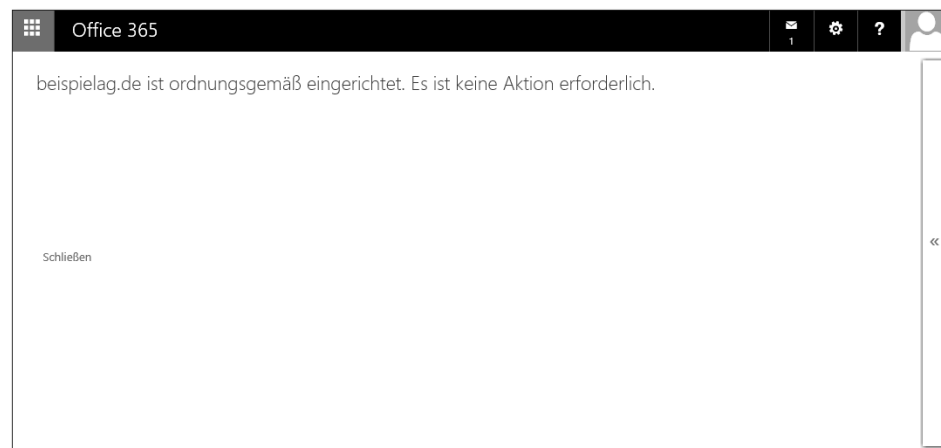 Office 365
1
?
beispielag.de ist ordnungsgemäß eingerichtet. Es ist keine Aktion erforderlich.
«
Schließen